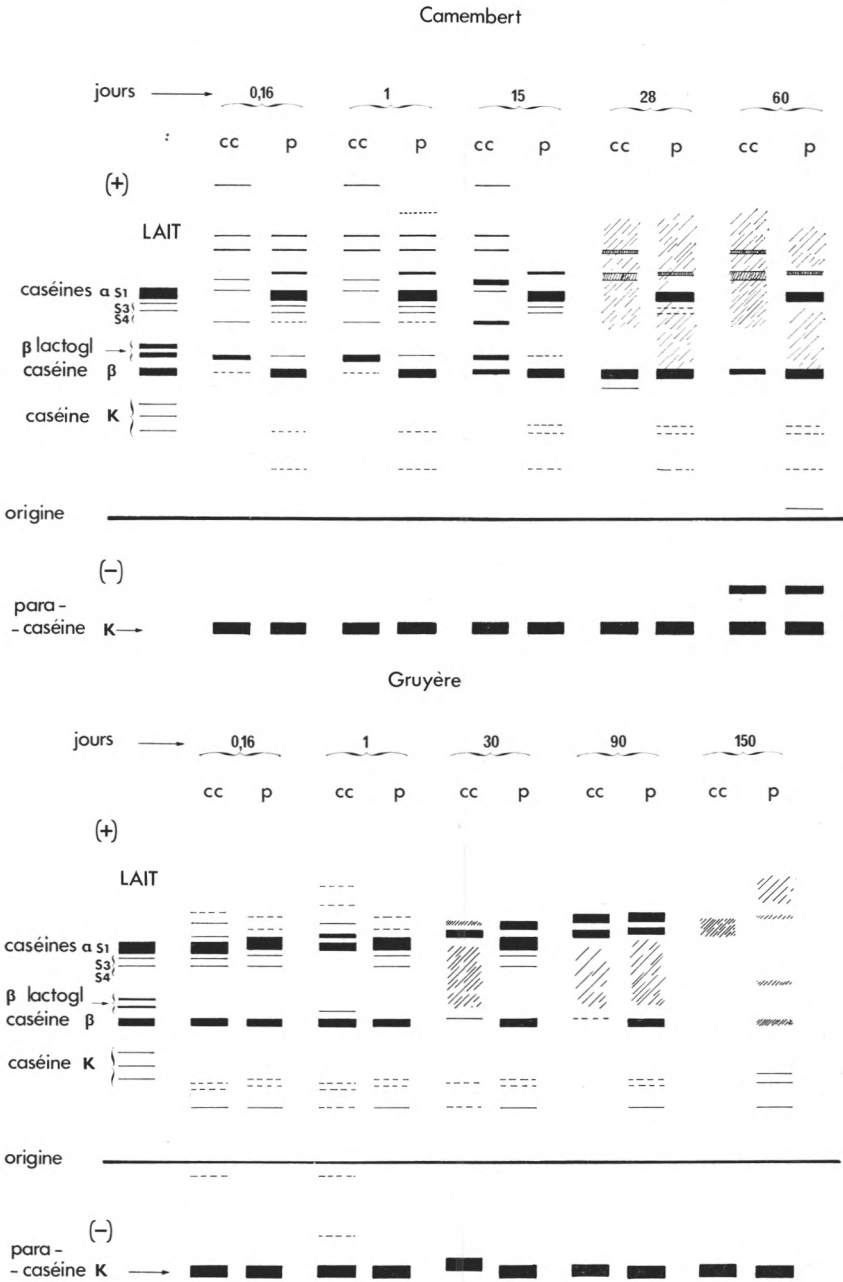 Camembert
jours 0,16 1 15 28 60
: cc p cc p cc p cc p cc p
(+)
LAIT
caséines α S1
S3
S4
β lactogl
caséine β
caséine K
origine
(−)
para -
- caséine K
Gruyère
jours 0,16 1 30 90 150
cc p cc p cc p cc p cc p
(+)
LAIT
caséines α S1
S3
S4
β lactogl
caséine β
caséine K
origine
(−)
para -
- caséine K